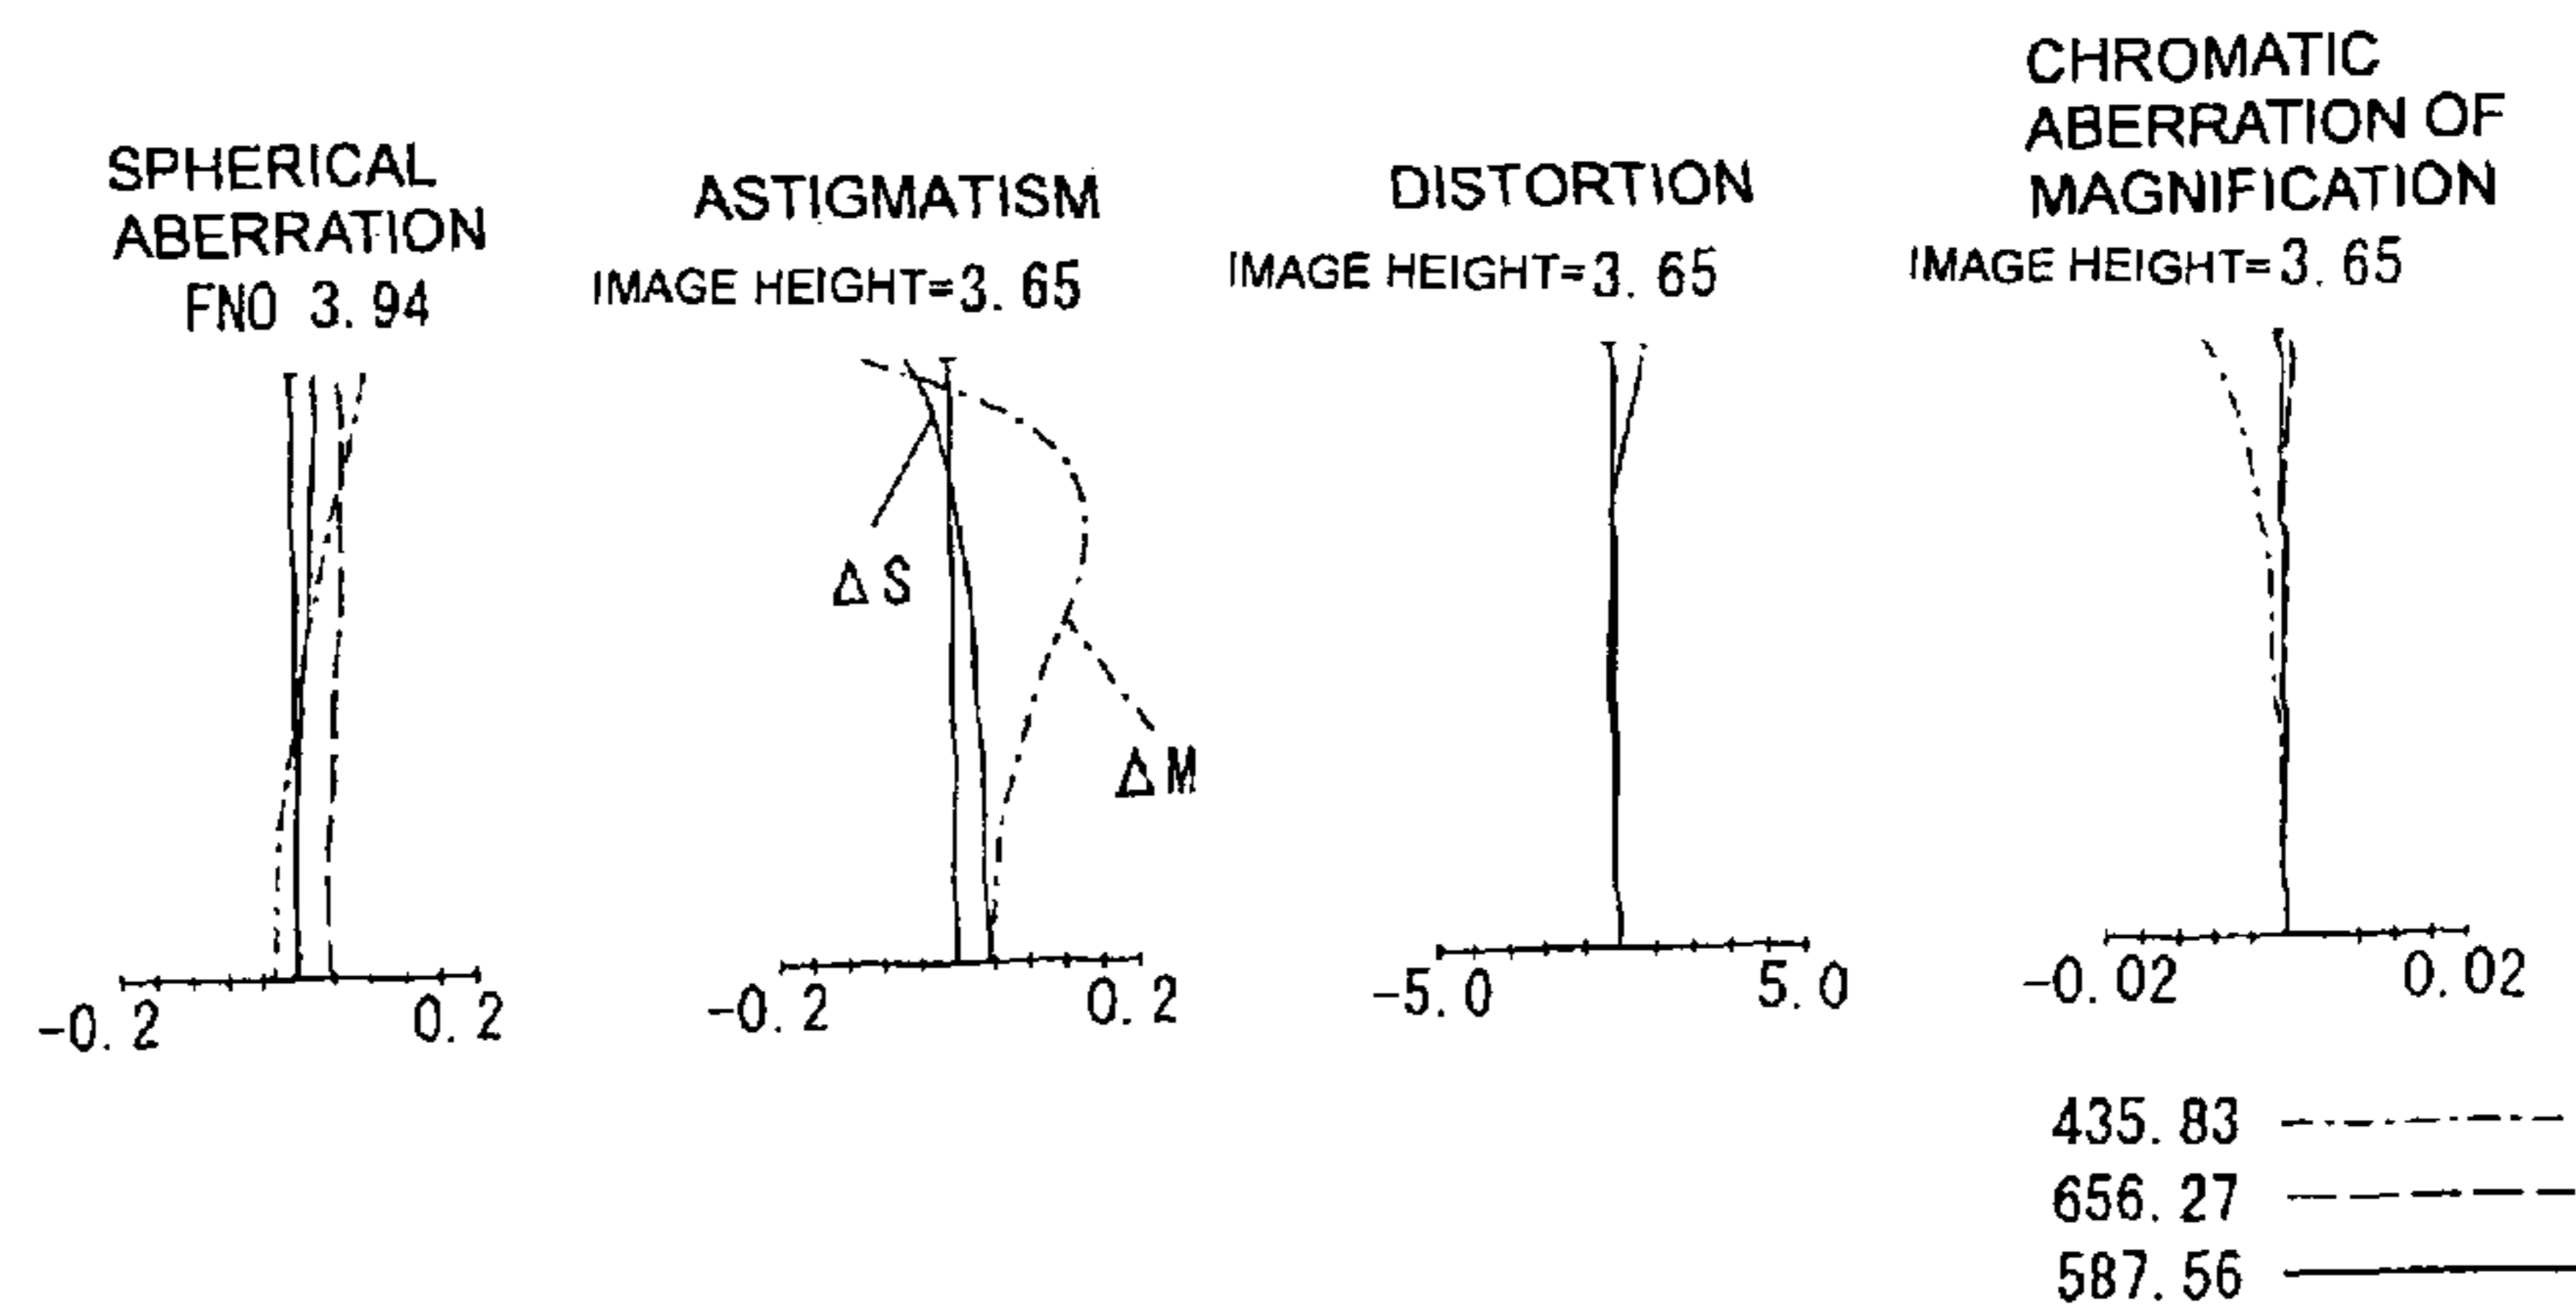 SPHERICAL
ABERRATION
FNO 3.94
-0.2 0.2
ASTIGMATISM
IMAGE HEIGHT=3.65
ΔS
ΔM
-0.2 0.2
DISTORTION
IMAGE HEIGHT=3.65
-5.0 5.0
CHROMATIC
ABERRATION OF
MAGNIFICATION
IMAGE HEIGHT=3.65
-0.02 0.02
435.83
656.27
587.56